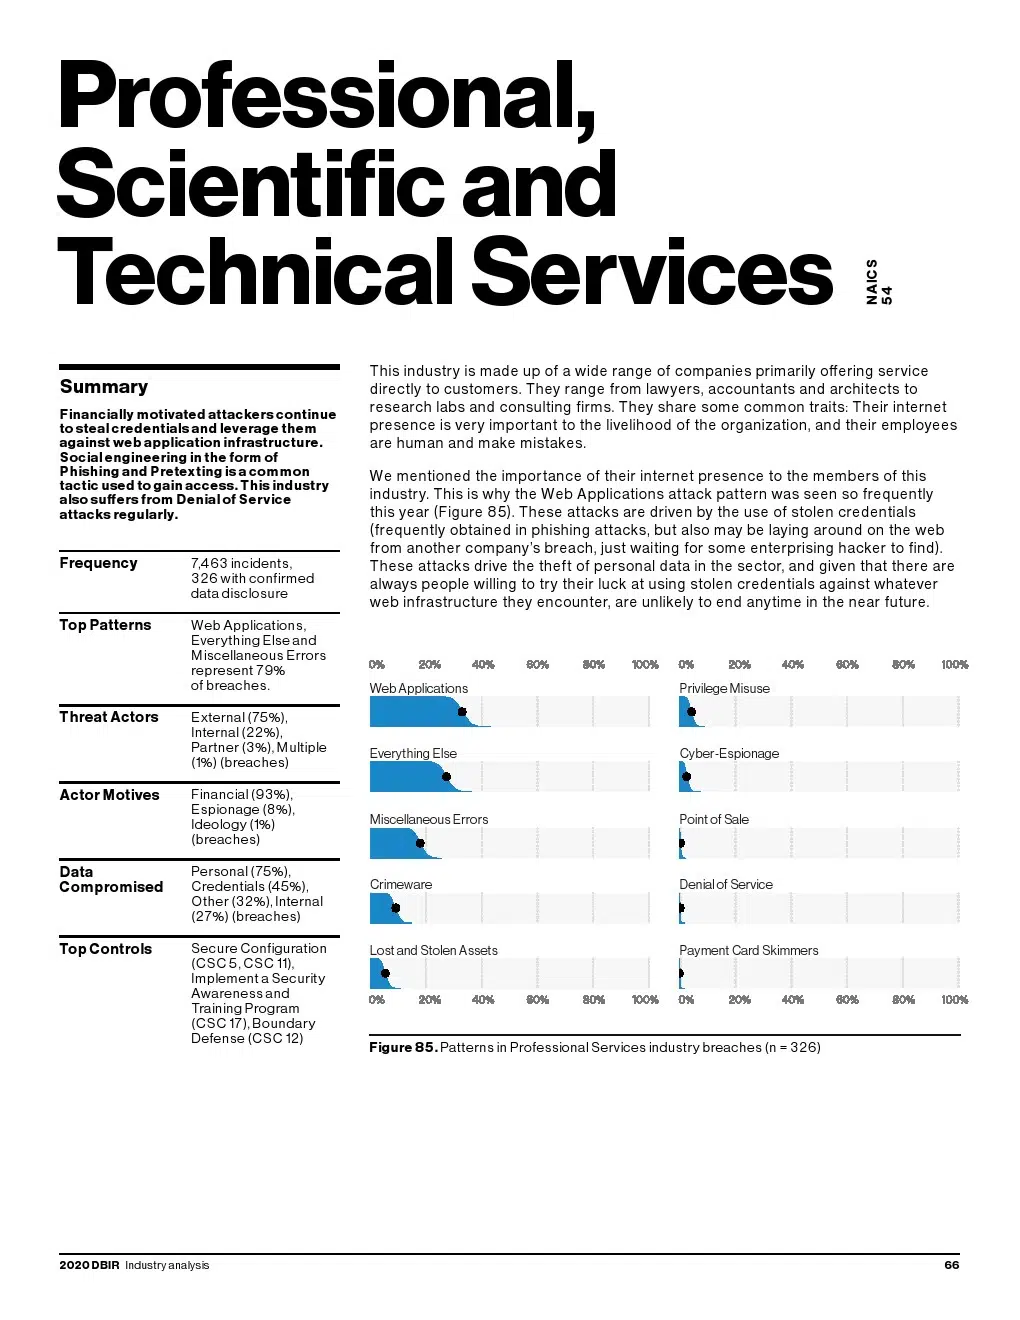 Professional,
Scientific and
Technical Services
NAICS
54
Summary
Financially motivated attackers continue
to steal credentials and leverage them
against web application infrastructure.
Social engineering in the form of
Phishing and Pretexting is a common
tactic used to gain access. This industry
also suffers from Denial of Service
attacks regularly.
Frequency
7,463 incidents,
326 with confirmed
data disclosure
Top Patterns
Web Applications,
Everything Else and
Miscellaneous Errors
represent 79%
of breaches.
Threat Actors
External (75%),
Internal (22%),
Partner (3%), Multiple
(1%) (breaches)
Actor Motives
Financial (93%),
Espionage (8%),
Ideology (1%)
(breaches)
Data
Compromised
Personal (75%),
Credentials (45%),
Other (32%), Internal
(27%) (breaches)
Top Controls
Secure Configuration
(CSC 5, CSC 11),
Implement a Security
Awareness and
Training Program
(CSC 17), Boundary
Defense (CSC 12)
This industry is made up of a wide range of companies primarily offering service
directly to customers. They range from lawyers, accountants and architects to
research labs and consulting firms. They share some common traits: Their internet
presence is very important to the livelihood of the organization, and their employees
are human and make mistakes.
We mentioned the importance of their internet presence to the members of this
industry. This is why the Web Applications attack pattern was seen so frequently
this year (Figure 85). These attacks are driven by the use of stolen credentials
(frequently obtained in phishing attacks, but also may be laying around on the web
from another company's breach, just waiting for some enterprising hacker to find).
These attacks drive the theft of personal data in the sector, and given that there are
always people willing to try their luck at using stolen credentials against whatever
web infrastructure they encounter, are unlikely to end anytime in the near future.
0% 20% 40% 60% 80% 100%
Web Applications
Everything Else
Miscellaneous Errors
Crimeware
Lost and Stolen Assets
0% 20% 40% 60% 80% 100%
0% 20% 40% 60% 80% 100%
Privilege Misuse
Cyber-Espionage
Point of Sale
Denial of Service
Payment Card Skimmers
0% 20% 40% 60% 80% 100%
Figure 85. Patterns in Professional Services industry breaches (n = 326)
2020 DBIR Industry analysis
66